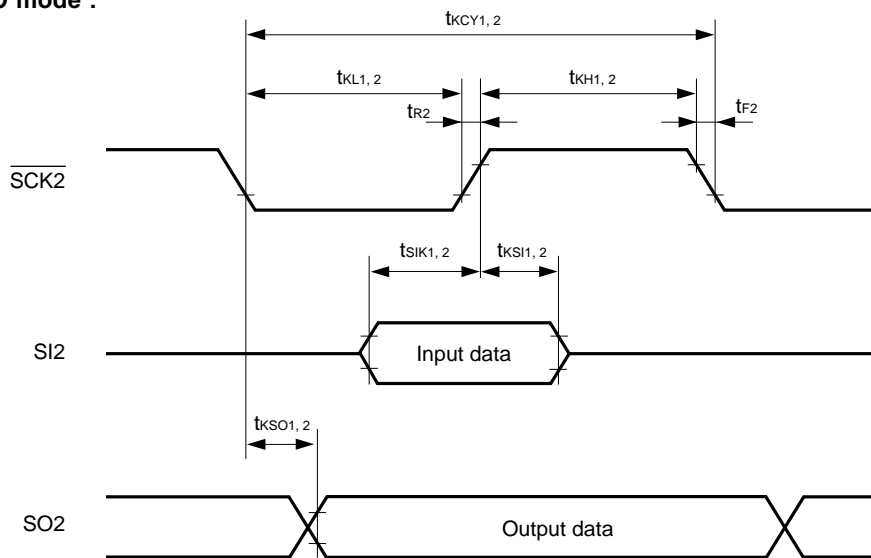 mode :
tKCY1, 2
tKL1, 2
tKH1, 2
tR2
tF2
SCK2
tSIK1, 2
tKSI1, 2
SI2
Input data
tKSO1, 2
SO2
Output data